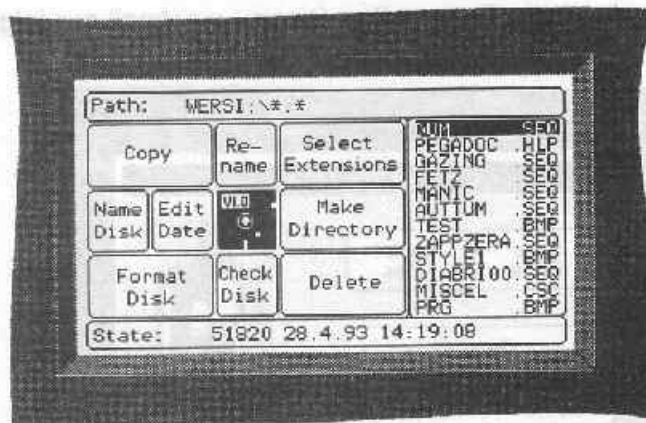 Path: WERSI:\*.*
Copy
Re-
name
Select
Extensions
Name
Disk
Edit
Date
Make
Directory
Format
Disk
Check
Disk
Delete
NUM .SEQ
PEGADOC .HLP
GAZING .SEQ
FETZ .SEQ
MANIC .SEQ
AUTIUM .SEQ
TEST .BMP
ZAPPZERA.SEQ
STYLE1 .BMP
DIABRI00.SEQ
MISCEL .CSC
PRG .BMP
State: 51820 28.4.93 14:19:08